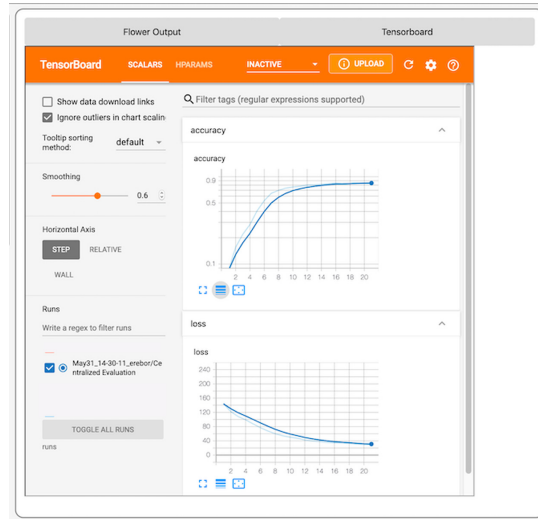 Flower Output
Tensorboard
TensorBoard
SCALARS
HPARAMS
INACTIVE
UPLOAD
Show data download links
Ignore outliers in chart scalin
Tooltip sorting
method:
default
Smoothing
0.6
Horizontal Axis
STEP
RELATIVE
WALL
Runs
Write a regex to filter runs
May31_14-30-11_erebor/Ce
ntralized Evaluation
TOGGLE ALL RUNS
runs
Filter tags (regular expressions supported)
accuracy
accuracy
0.9
0.5
0.1
2 4 6 8 10 12 14 16 18 20
loss
loss
240
200
160
120
80
40
0
2 4 6 8 10 12 14 16 18 20